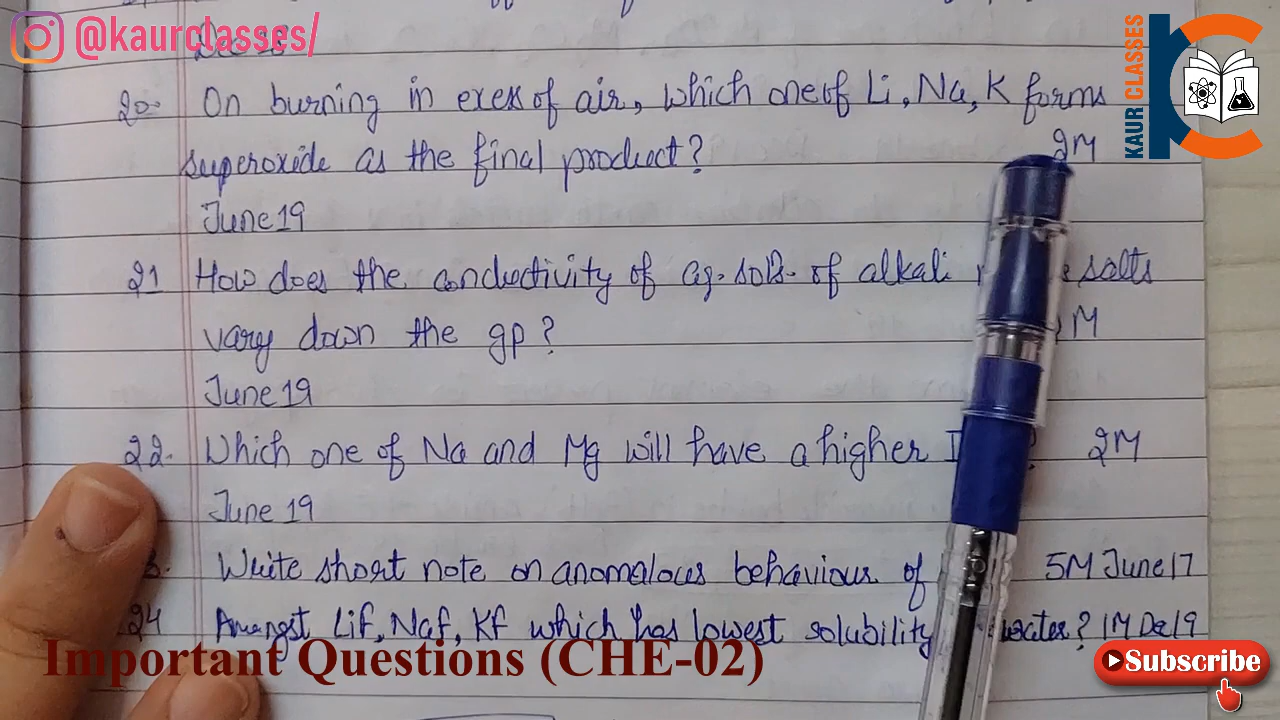 @kaurclasses/
KAUR CLASSES
20. On burning in exess of air, which one of Li, Na, K forms
superoxide as the final product? 2M
June 19
21 How does the conductivity of aq. soln. of alkali salts
vary down the gp? M
June 19
22. Which one of Na and Mg will have a higher I ? 2M
June 19
3. Write short note on anomalous behaviour of 5M June 17
24 Amongst Lif, Naf, Kf which has lowest solubility water? 1M Dec 19
Important Questions (CHE-02)
Subscribe